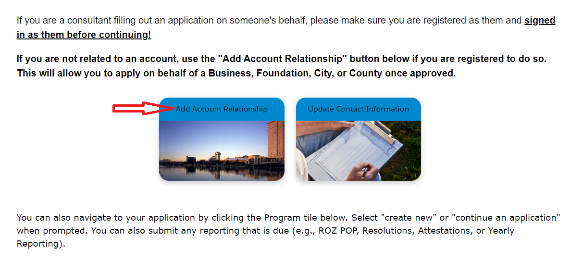 If you are a consultant filling out an application on someone's behalf, please make sure you are registered as them and signed
in as them before continuing!
If you are not related to an account, use the "Add Account Relationship" button below if you are registered to do so.
This will allow you to apply on behalf of a Business, Foundation, City, or County once approved.
Add Account Relationship
Update Contact Information
You can also navigate to your application by clicking the Program tile below. Select "create new" or "continue an application"
when prompted. You can also submit any reporting that is due (e.g., ROZ POP, Resolutions, Attestations, or Yearly
Reporting).